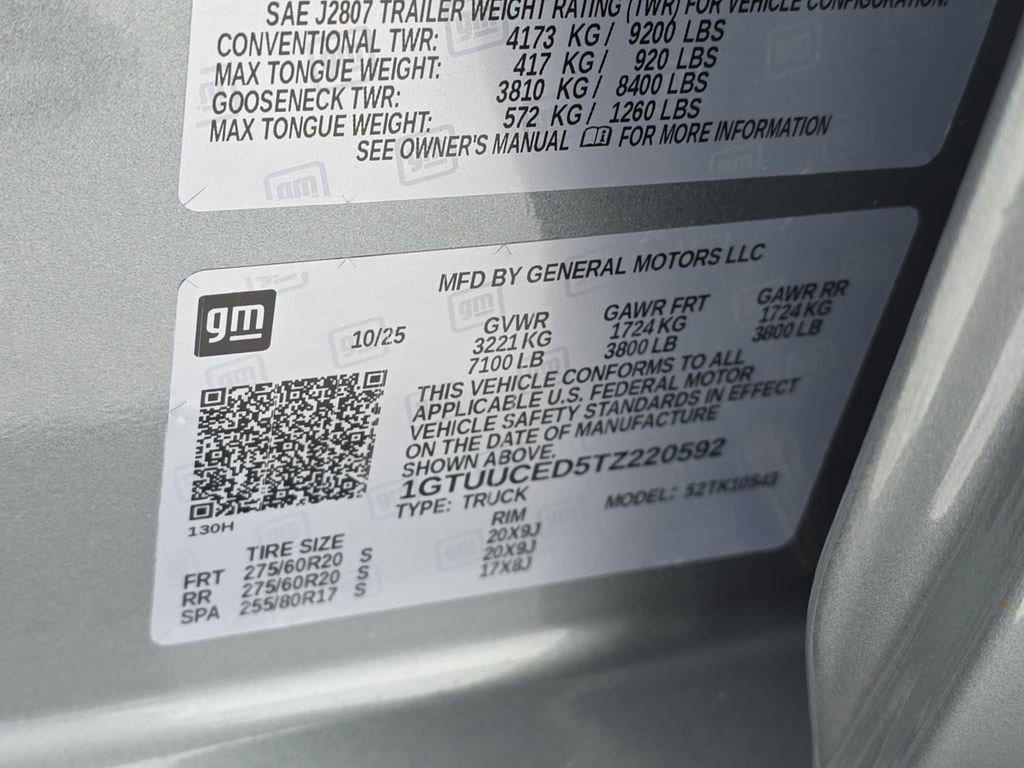 SAE J2807 TRAILER WEIGHT RATING (TWR) FOR VEHICLE CONFIGURATION:
CONVENTIONAL TWR: 4173 KG/ 9200 LBS
MAX TONGUE WEIGHT: 417 KG/ 920 LBS
GOOSENECK TWR: 3810 KG/ 8400 LBS
MAX TONGUE WEIGHT: 572 KG/ 1260 LBS
SEE OWNER'S MANUAL FOR MORE INFORMATION
gm
MFD BY GENERAL MOTORS LLC
10/25
GVWR GAWR FRT GAWR RR
3221 KG 1724 KG 1724 KG
7100 LB 3800 LB 3800 LB
THIS VEHICLE CONFORMS TO ALL
APPLICABLE U.S. FEDERAL MOTOR
VEHICLE SAFETY STANDARDS IN EFFECT
ON THE DATE OF MANUFACTURE
SHOWN ABOVE.
1GTUUCED5TZ220592
TYPE: TRUCK MODEL: 52TK10543
130H
TIRE SIZE RIM
FRT 275/60R20 S 20X9J
RR 275/60R20 S 20X9J
SPA 255/80R17 S 17X8J